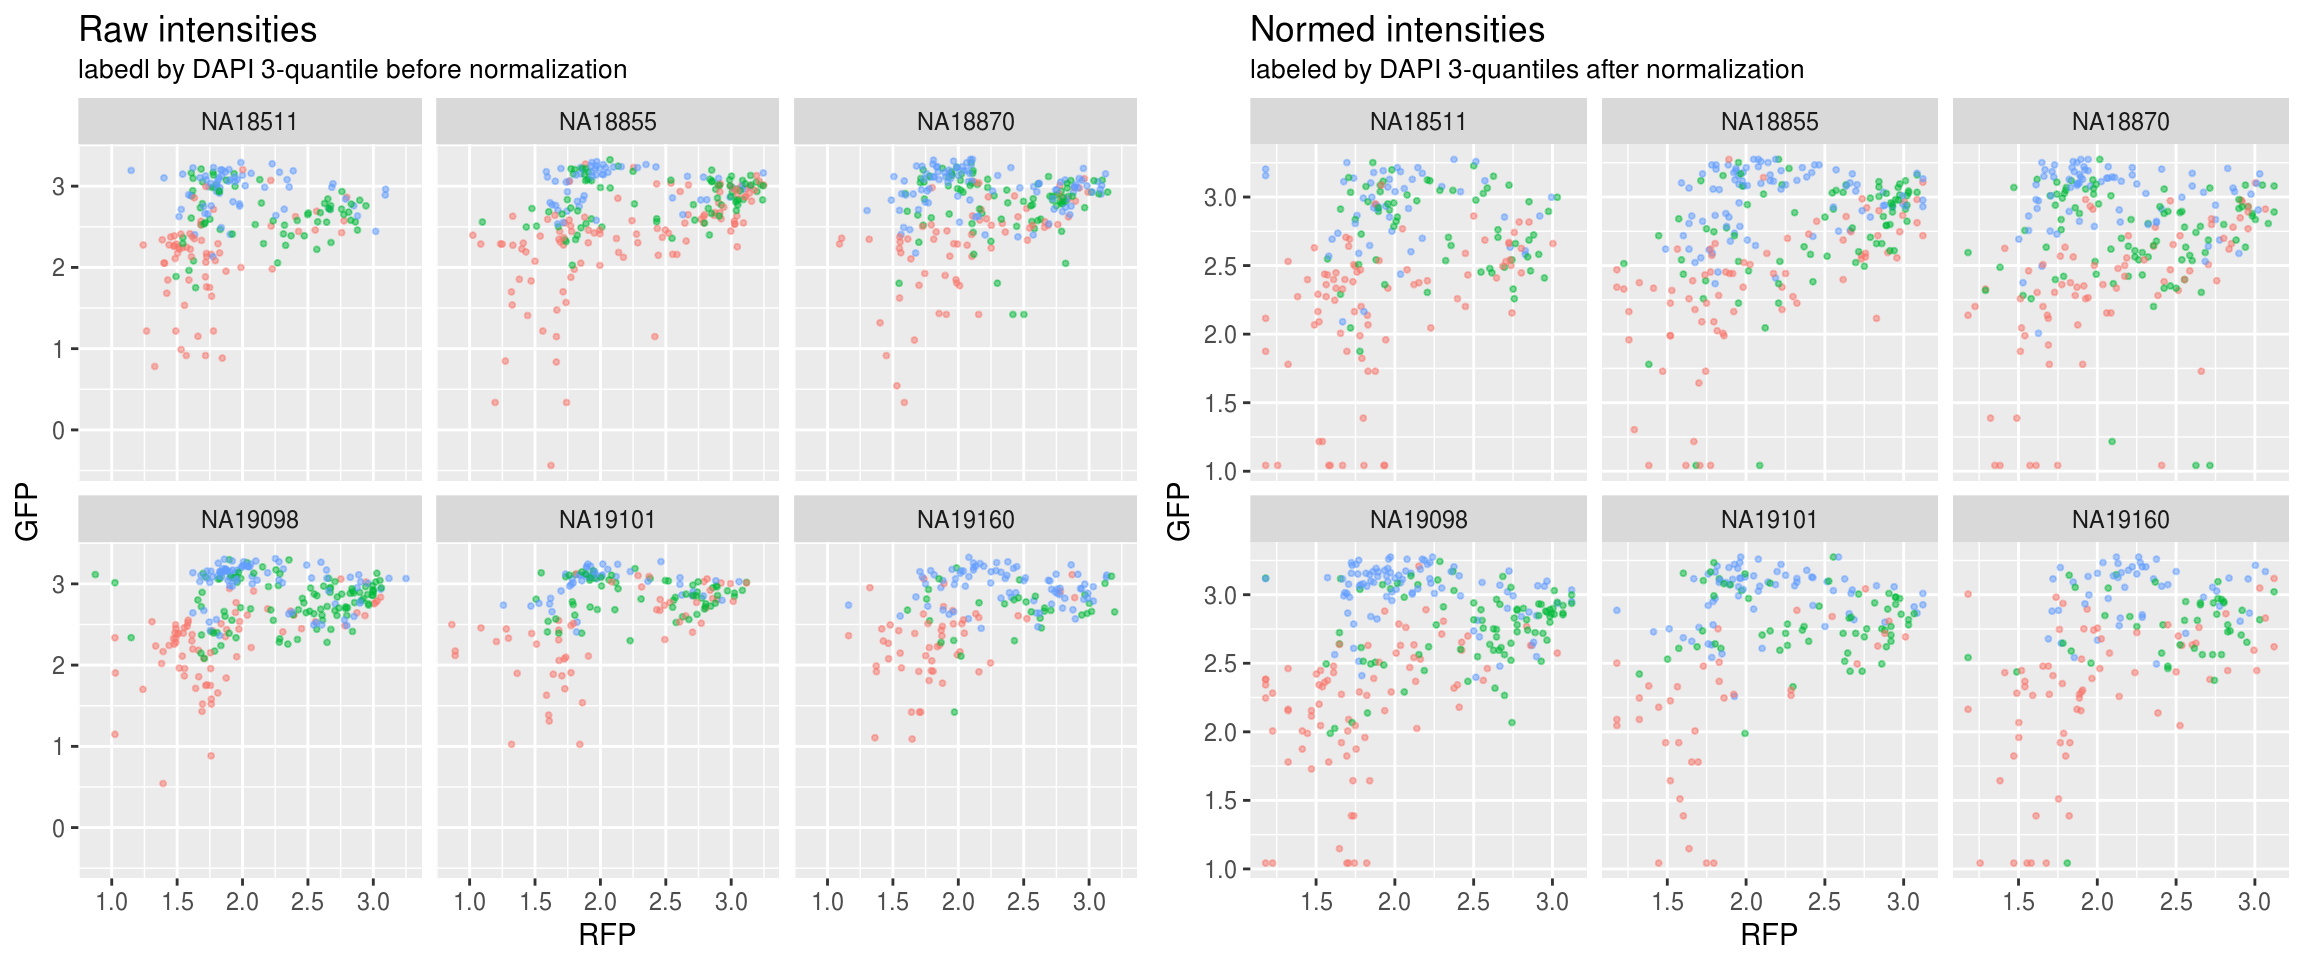 Raw intensities
labedl by DAPI 3-quantile before normalization
NA18511 NA18855 NA18870
3
2
1
0
NA19098 NA19101 NA19160
3
2
1
0
1.0 1.5 2.0 2.5 3.0 1.0 1.5 2.0 2.5 3.0 1.0 1.5 2.0 2.5 3.0
RFP
GFP
Normed intensities
labeled by DAPI 3-quantiles after normalization
NA18511 NA18855 NA18870
3.0
2.5
2.0
1.5
1.0
NA19098 NA19101 NA19160
3.0
2.5
2.0
1.5
1.0
1.5 2.0 2.5 3.0 1.5 2.0 2.5 3.0 1.5 2.0 2.5 3.0
RFP
GFP